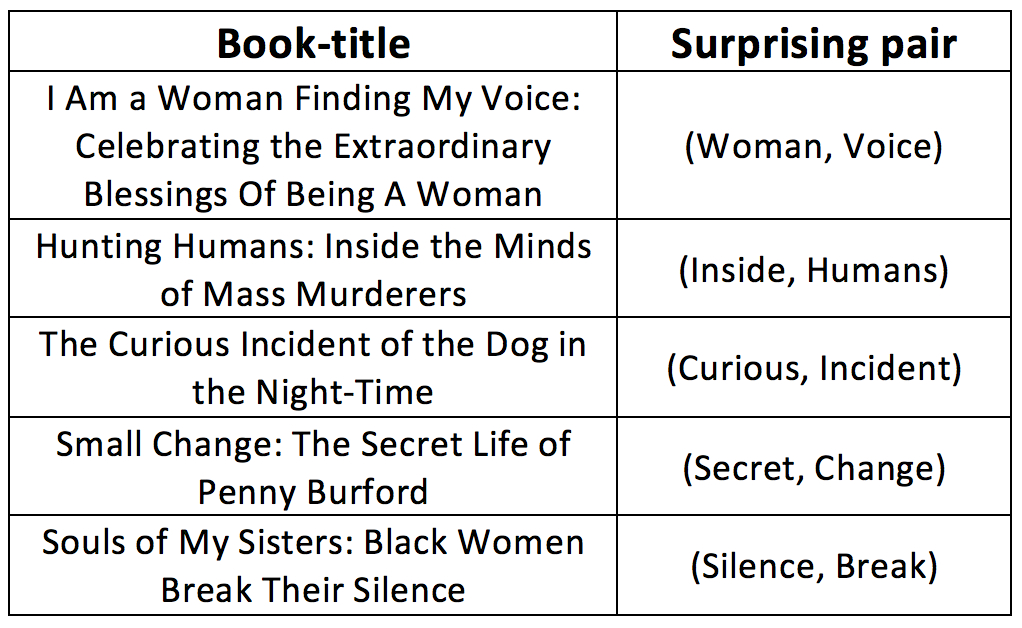 Book-title
Surprising pair
I Am a Woman Finding My Voice:
Celebrating the Extraordinary
Blessings Of Being A Woman
(Woman, Voice)
Hunting Humans: Inside the Minds
of Mass Murderers
(Inside, Humans)
The Curious Incident of the Dog in
the Night-Time
(Curious, Incident)
Small Change: The Secret Life of
Penny Burford
(Secret, Change)
Souls of My Sisters: Black Women
Break Their Silence
(Silence, Break)